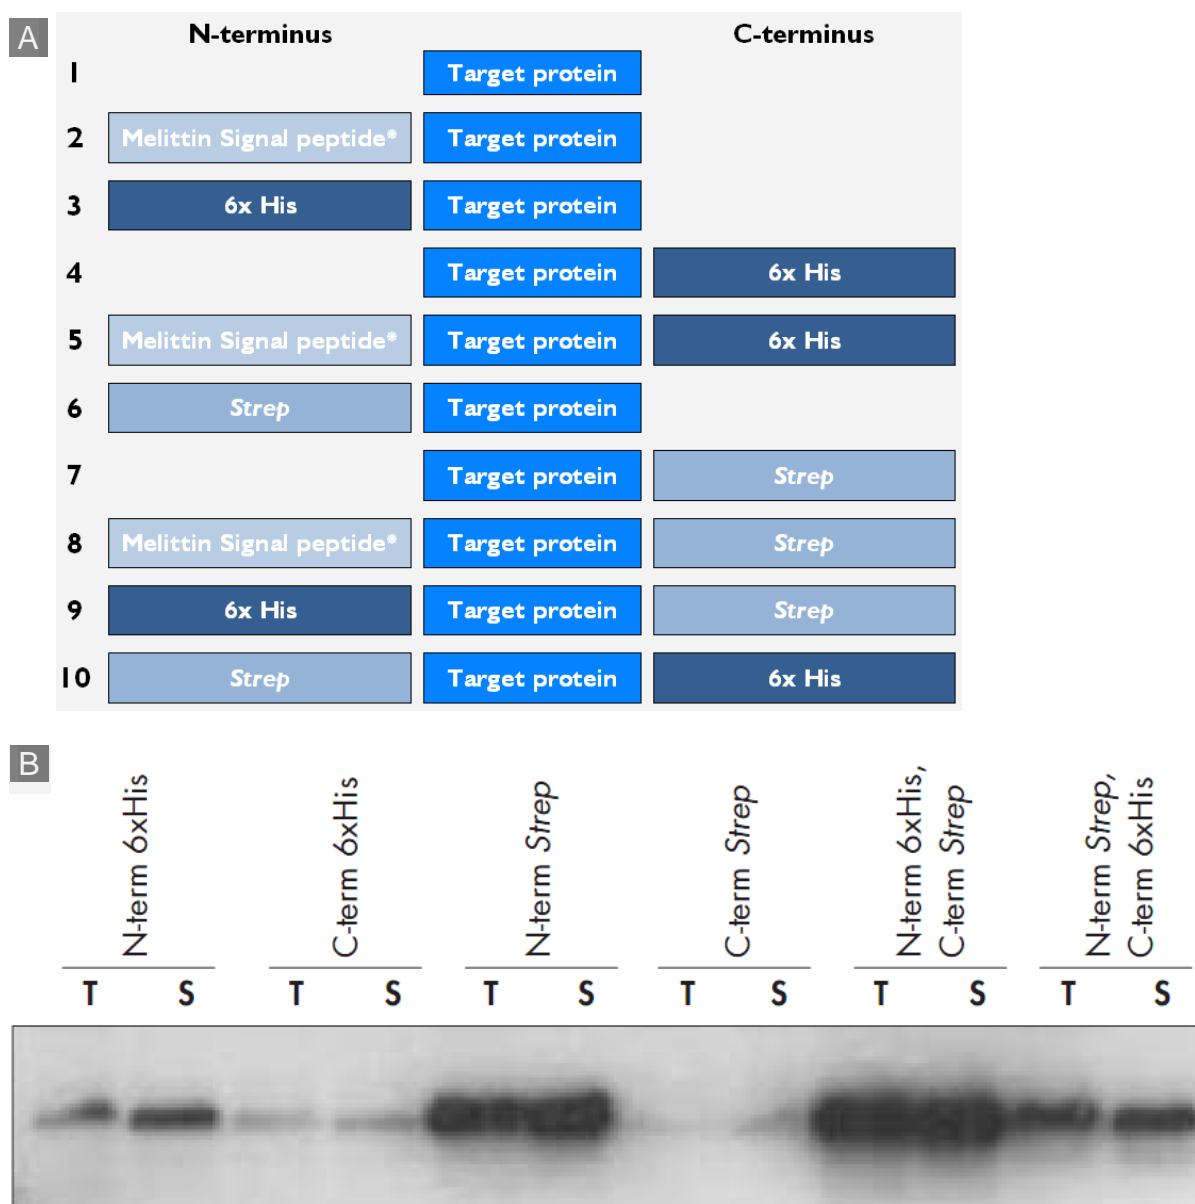 A
N-terminus C-terminus
1 Target protein
2 Melittin Signal peptide* Target protein
3 6x His Target protein
4 Target protein 6x His
5 Melittin Signal peptide* Target protein 6x His
6 Strep Target protein
7 Target protein Strep
8 Melittin Signal peptide* Target protein Strep
9 6x His Target protein Strep
10 Strep Target protein 6x His
B
N-term 6xHis
C-term 6xHis
N-term Strep
C-term Strep
N-term 6xHis,
C-term Strep
N-term Strep,
C-term 6xHis
T S T S T S T S T S T S